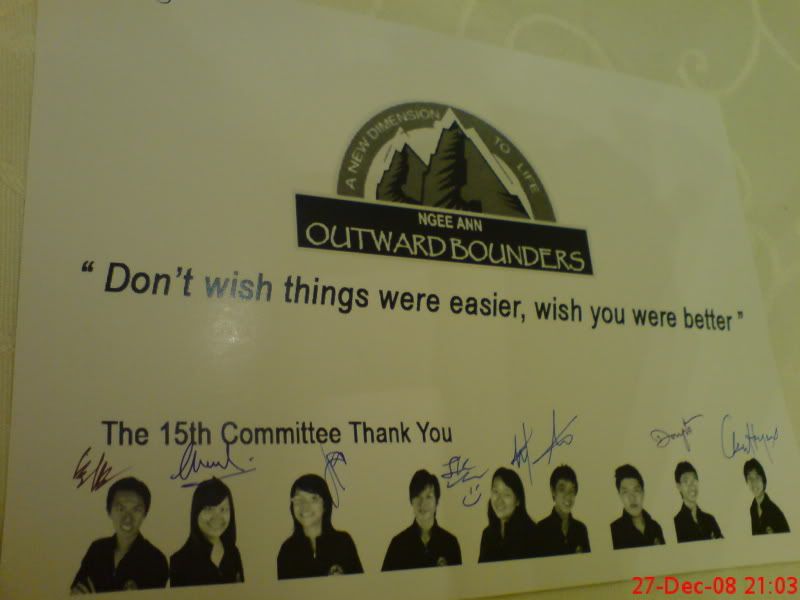 A NEW DIMENSION TO LIFE
NGEE ANN
OUTWARD BOUNDERS
“ Don't wish things were easier, wish you were better ”
The 15th Committee Thank You
27-Dec-08 21:03